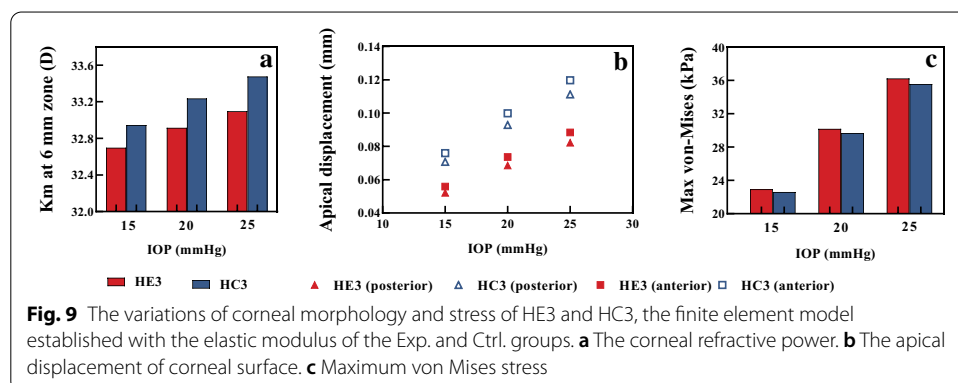 a
Km at 6 mm zone (D)
33.6
33.2
32.8
32.4
32.0
15 20 25
IOP (mmHg)
b
Apical displacement (mm)
0.14
0.12
0.10
0.08
0.06
0.04
10 15 20 25 30
IOP (mmHg)
c
Max von-Mises (kPa)
40
36
32
28
24
20
15 20 25
IOP (mmHg)
HE3 HC3 HE3 (posterior) HC3 (posterior) HE3 (anterior) HC3 (anterior)
Fig. 9 The variations of corneal morphology and stress of HE3 and HC3, the finite element model
established with the elastic modulus of the Exp. and Ctrl. groups. a The corneal refractive power. b The apical
displacement of corneal surface. c Maximum von Mises stress